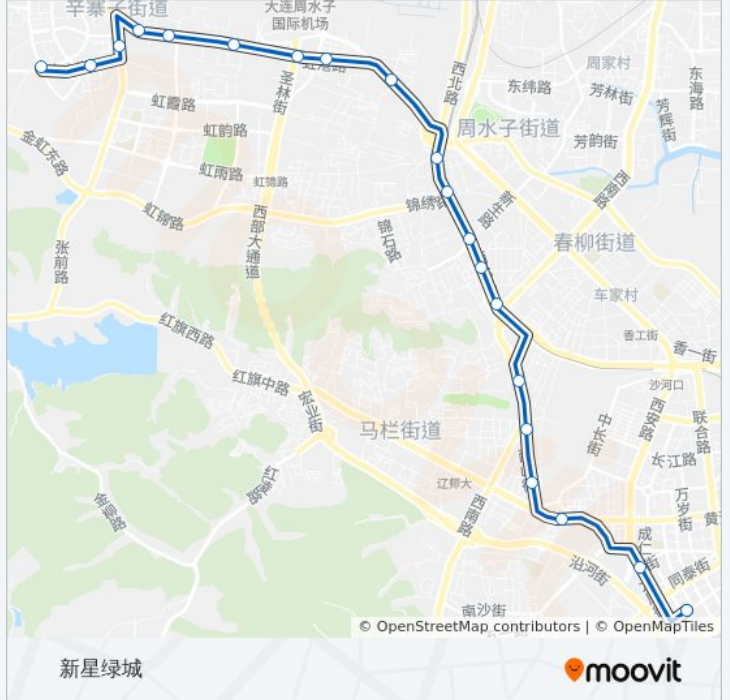 辛寨子街道
大连周水子
国际机场
虹港路
西北路
周家村
东纬路
芳林街
东海路
芳辉街
圣林街
虹霞路
虹韵路
周水子街道
芳韵街
金虹东路
虹雨路
虹锦路
西南路
虹锦路
锦绣路
新生路
西部大通道
锦石路
春柳街道
张前路
车家村
红旗西路
香工街
香一街
红旗中路
宏业街
沙河口
马栏街道
中长街
西安路
联合路
长江路
红凌路
辽师大
万岁街
金柳路
西南路
黄
成仁街
沿河街
同泰街
南沙街
© OpenStreetMap contributors | © OpenMapTiles
新星绿城
moovit